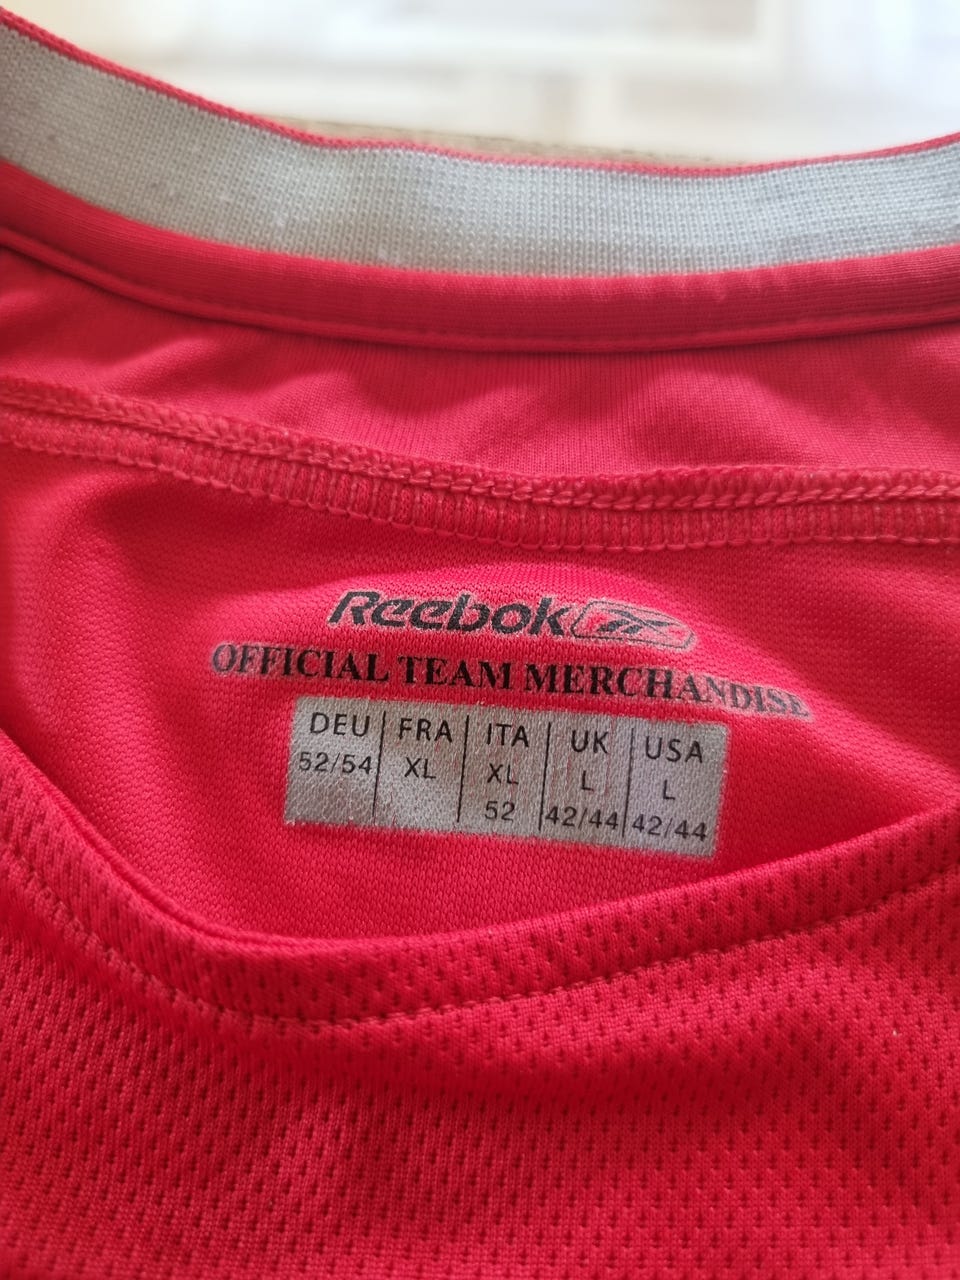 Reebok
OFFICIAL TEAM MERCHANDISE
DEU FRA ITA UK USA
52/54 XL XL L L
52 42/44 42/44